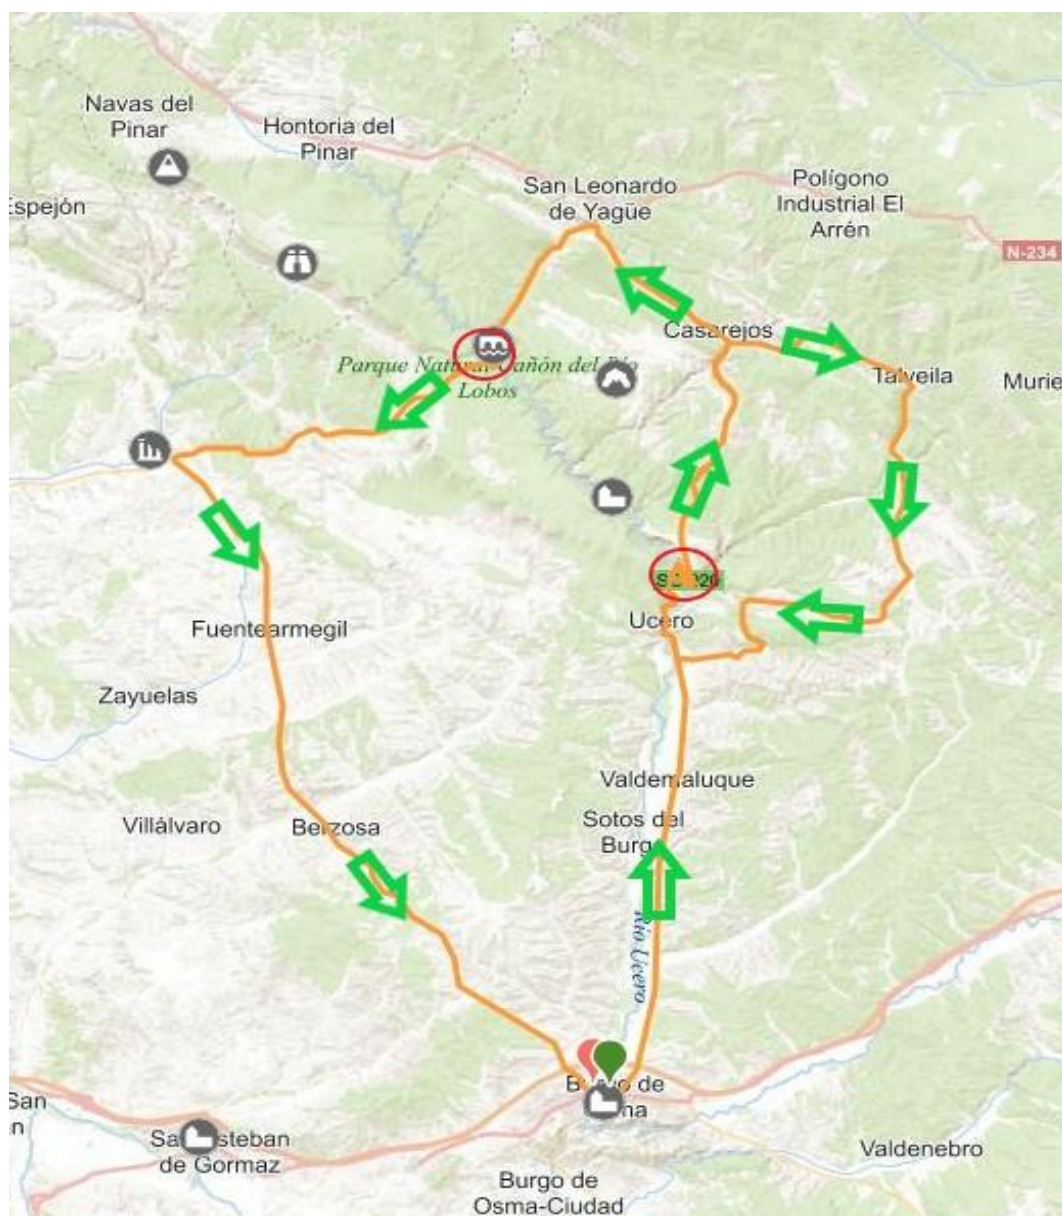 Navas del
Pinar
Hontoria del
Pinar
San Leonardo
de Yagüe
Polígono
Industrial El
Arrén
Espejón
N-234
Casarejos
Parque Natural Cañón del Río
Lobos
Talveila
Murie
Ucero
Fuentearmegil
Zayuelas
Valdemaluque
Sotos del
Burgo
Villálvaro
Berzosa
Río Ucero
Burgo de
Osma
San
San Esteban
de Gormaz
Valdenebro
Burgo de
Osma-Ciudad